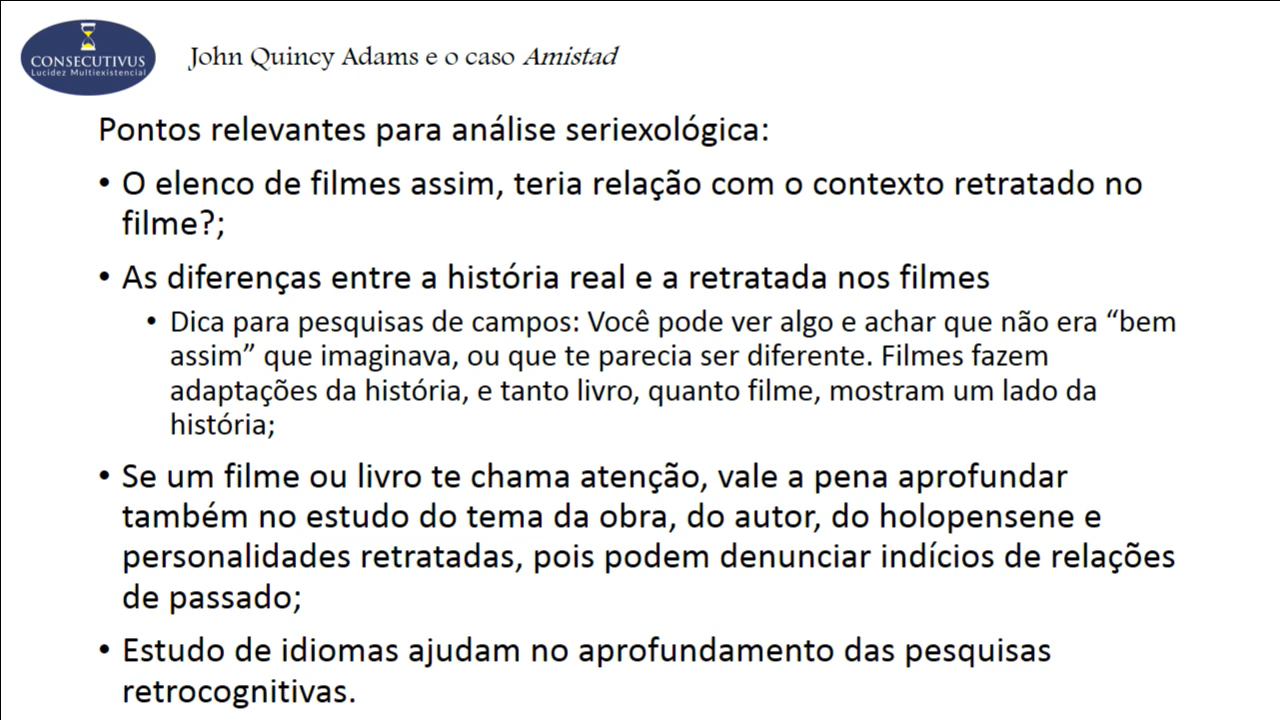 CONSECUTIVUS
Lucidez Multiexistencial
John Quincy Adams e o caso Amistad
Pontos relevantes para análise seriexológica:
• O elenco de filmes assim, teria relação com o contexto retratado no
filme?;
• As diferenças entre a história real e a retratada nos filmes
• Dica para pesquisas de campos: Você pode ver algo e achar que não era “bem
assim” que imaginava, ou que te parecia ser diferente. Filmes fazem
adaptações da história, e tanto livro, quanto filme, mostram um lado da
história;
• Se um filme ou livro te chama atenção, vale a pena aprofundar
também no estudo do tema da obra, do autor, do holopensene e
personalidades retratadas, pois podem denunciar indícios de relações
de passado;
• Estudo de idiomas ajudam no aprofundamento das pesquisas
retrocognitivas.